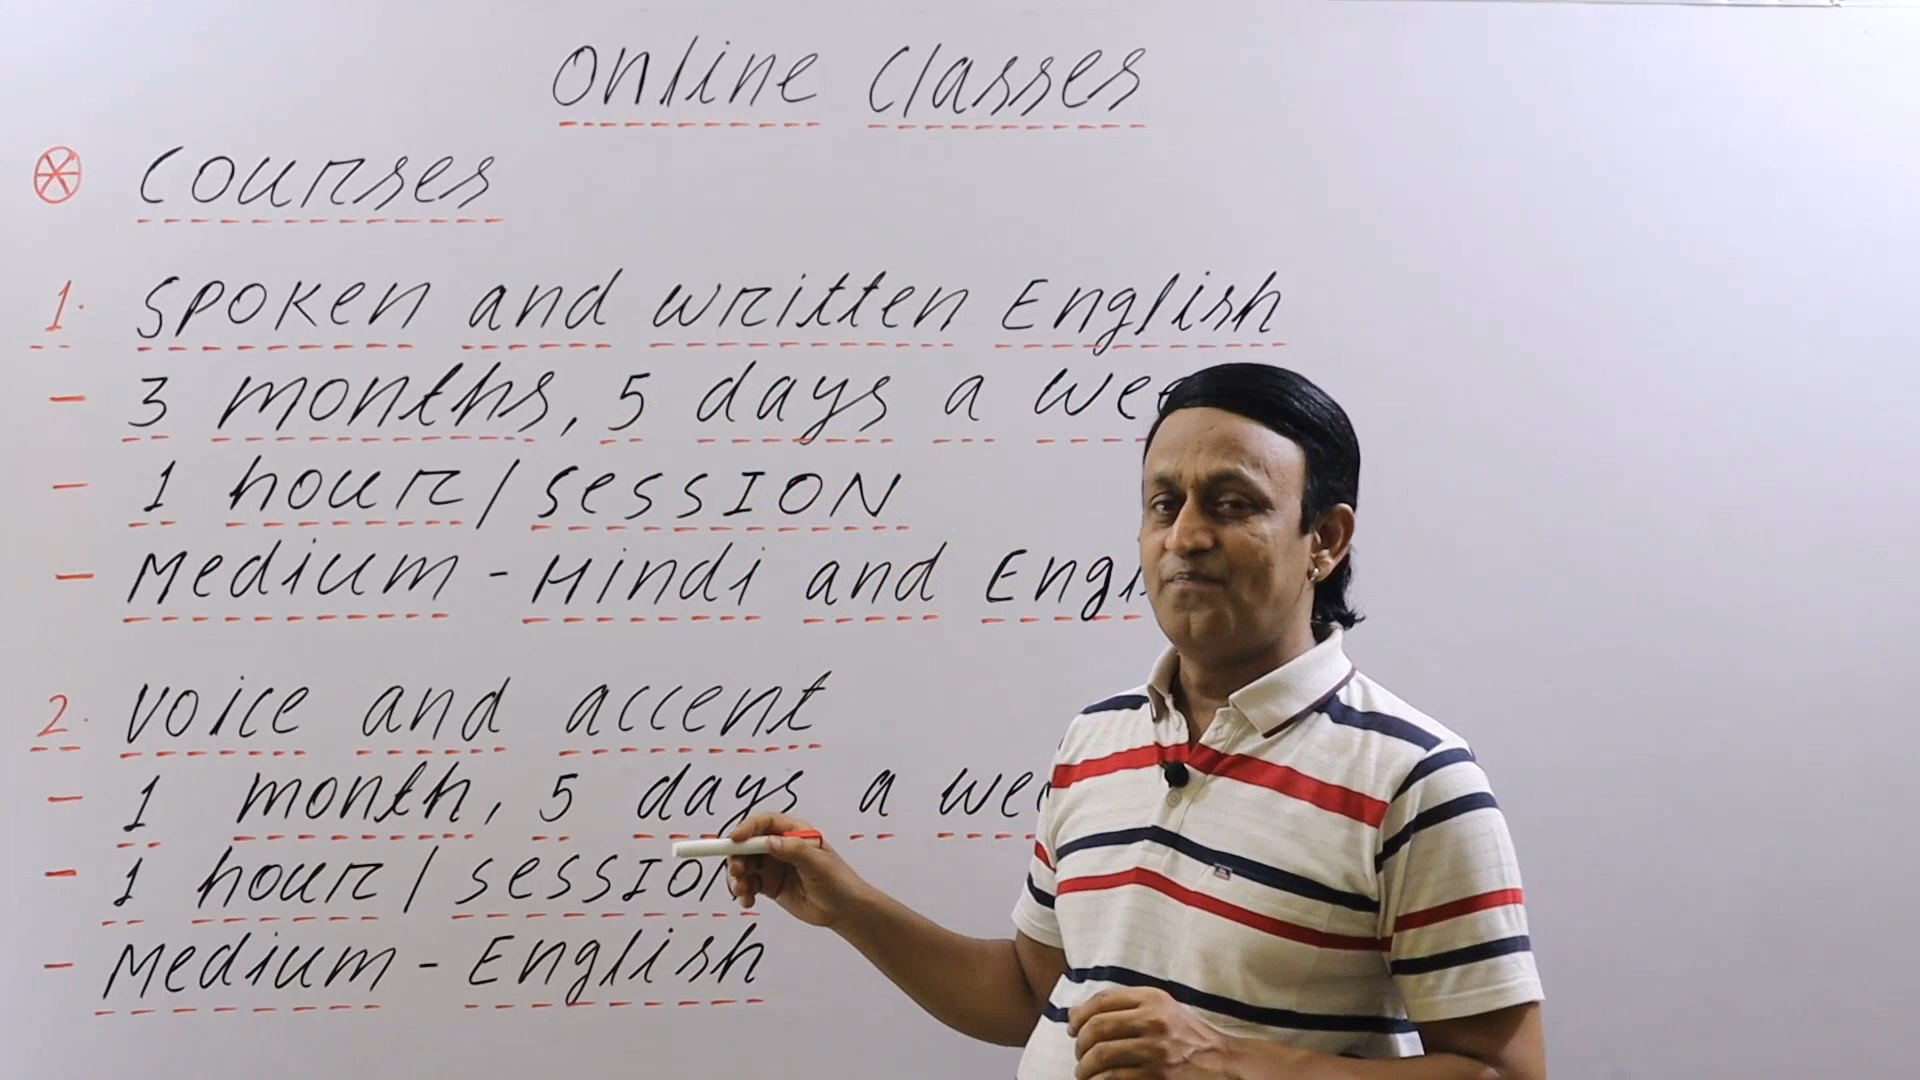 Online Classes
Courses
1. Spoken and written English
- 3 months, 5 days a
- 1 hour / SESSION
- Medium - Hindi and
2. Voice and accent
- 1 month, 5 days a
- 1 hour / SESSION
- Medium - English